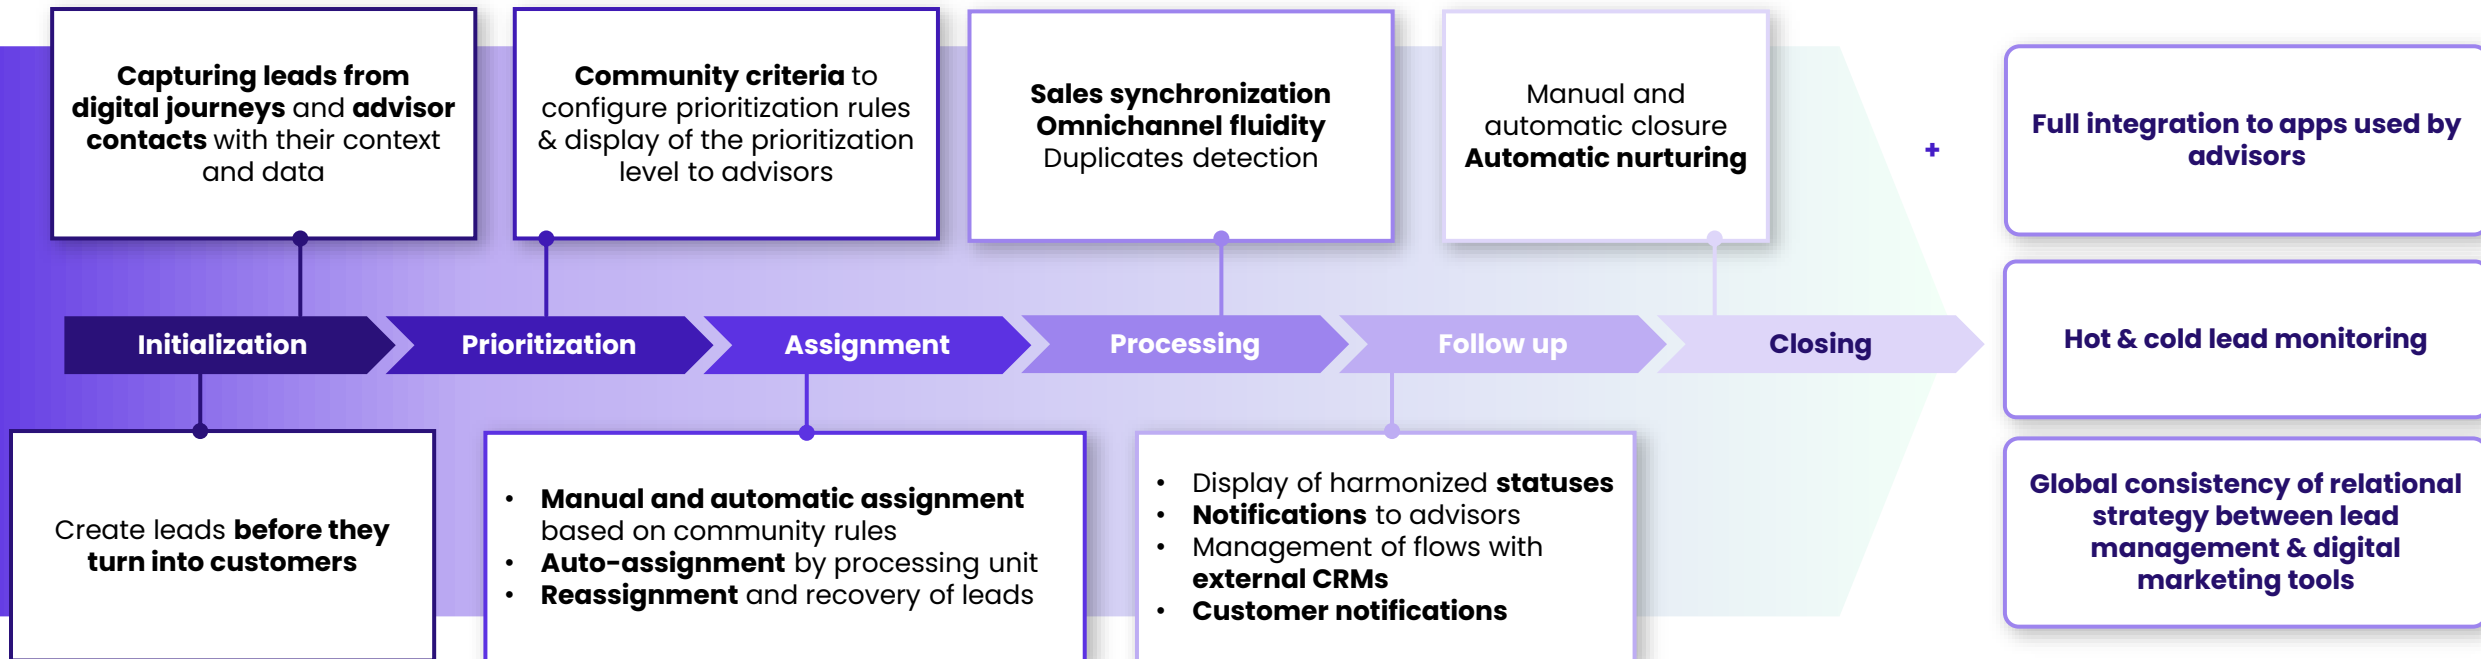 Capturing leads from
digital journeys and advisor
contacts with their context
and data
Community criteria to
configure prioritization rules
& display of the prioritization
level to advisors
Sales synchronization
Omnichannel fluidity
Duplicates detection
Manual and
automatic closure
Automatic nurturing
+
Full integration to apps used by
advisors
Initialization
Prioritization
Assignment
Processing
Follow up
Closing
Hot & cold lead monitoring
Create leads before they
turn into customers
• Manual and automatic assignment
based on community rules
• Auto-assignment by processing unit
• Reassignment and recovery of leads
• Display of harmonized statuses
• Notifications to advisors
• Management of flows with
external CRMs
• Customer notifications
Global consistency of relational
strategy between lead
management & digital
marketing tools